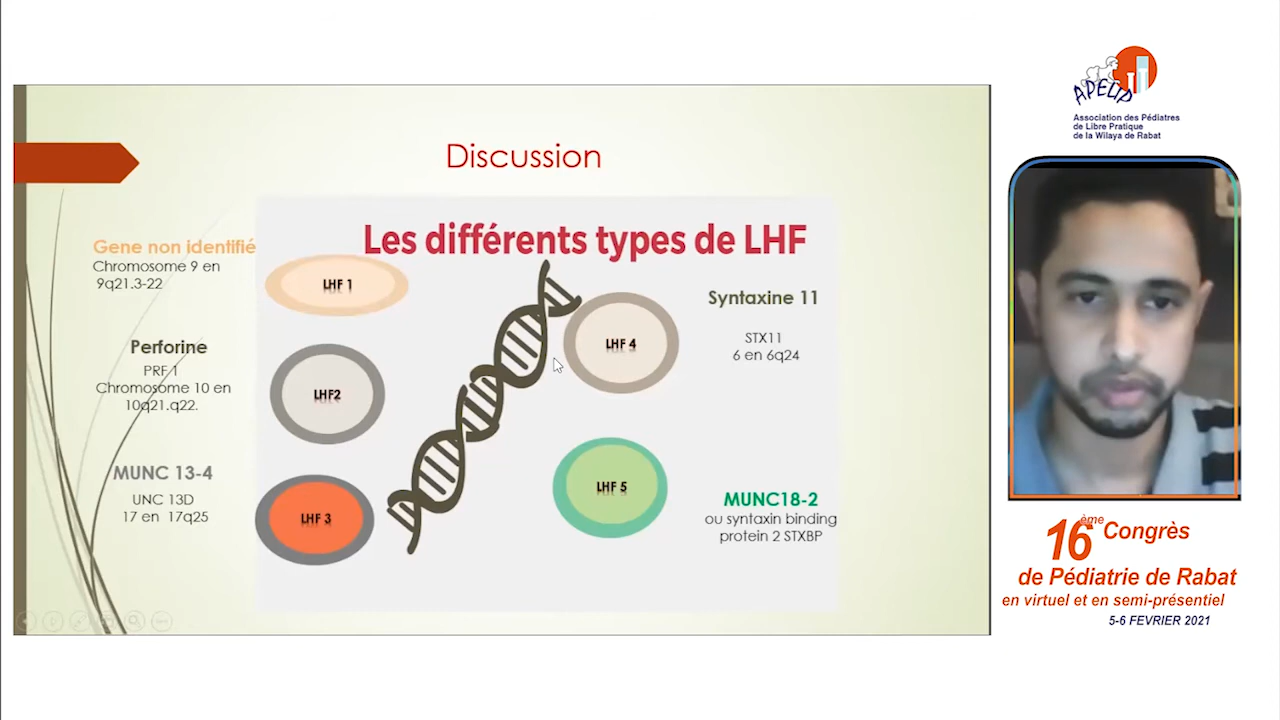 Discussion
Les différents types de LHF
Gene non identifié
Chromosome 9 en
9q21.3-22
LHF 1
Perforine
PRF 1
Chromosome 10 en
10q21.q22.
LHF2
MUNC 13-4
UNC 13D
17 en 17q25
LHF 3
LHF 4
Syntaxine 11
STX11
6 en 6q24
LHF 5
MUNC18-2
ou syntaxin binding
protein 2 STXBP
APELIP
Association des Pédiatres
de Libre Pratique
de la Wilaya de Rabat
16ème Congrès
de Pédiatrie de Rabat
en virtuel et en semi-présentiel
5-6 FEVRIER 2021